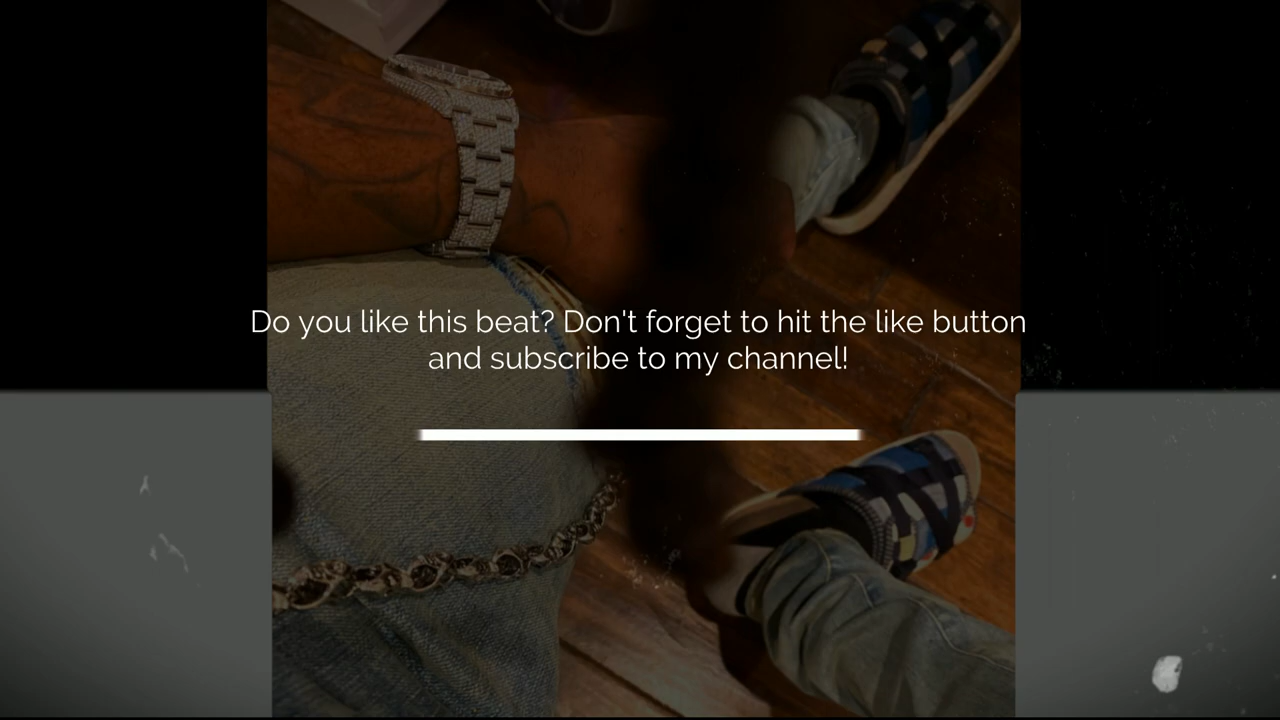 Do you like this beat? Don't forget to hit the like button
and subscribe to my channel!